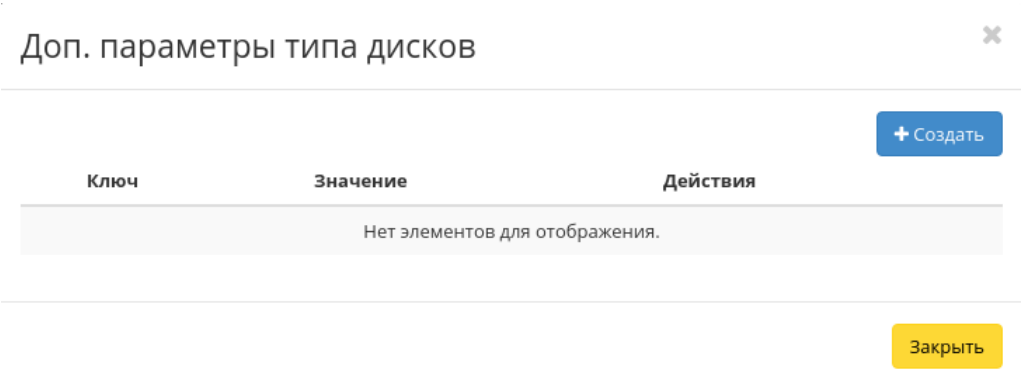 Доп. параметры типа дисков
Создать
Ключ Значение Действия
Нет элементов для отображения.
Закрыть